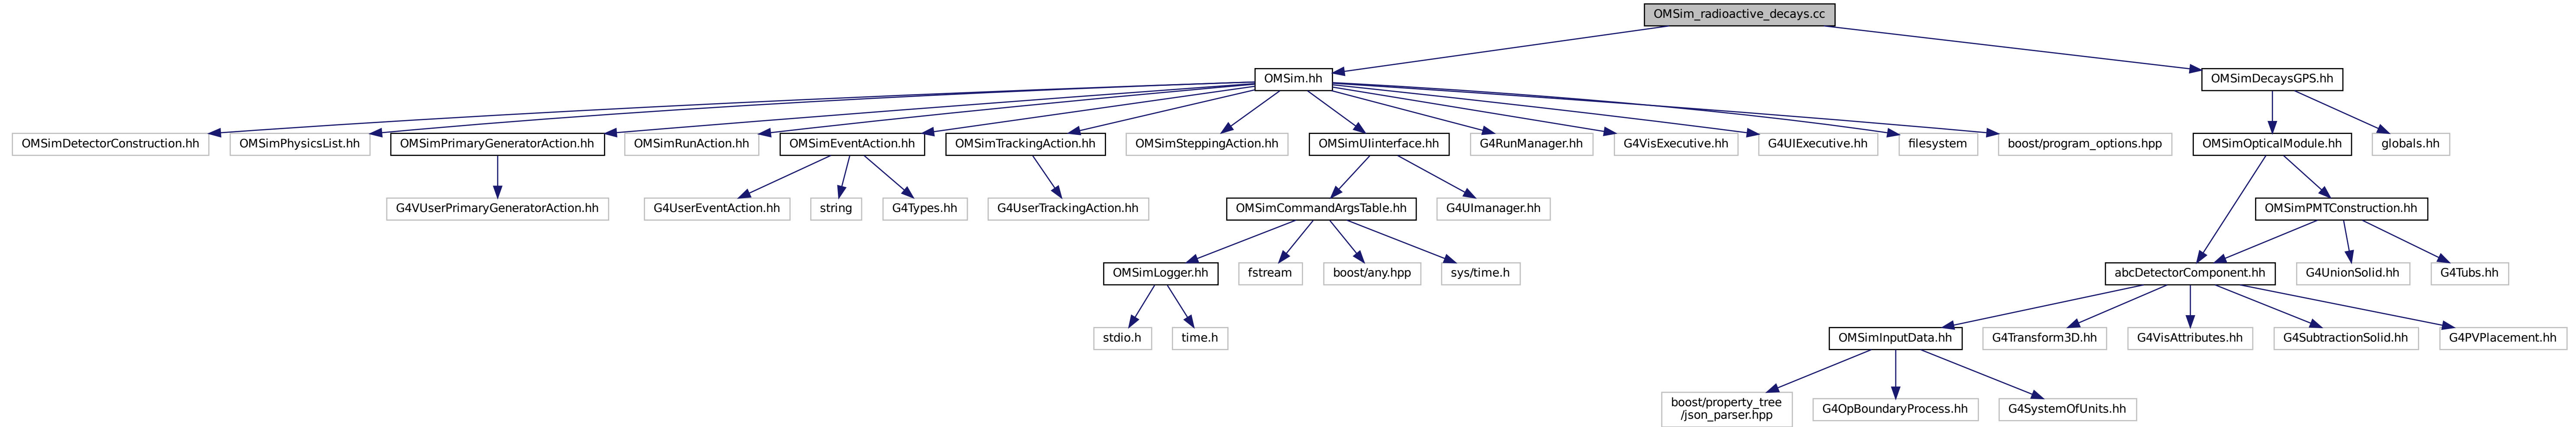 OMSim_radioactive_decays.cc
OMSim.hh
OMSimDecaysGPS.hh
OMSimDetectorConstruction.hh
OMSimPhysicsList.hh
OMSimPrimaryGeneratorAction.hh
OMSimRunAction.hh
OMSimEventAction.hh
OMSimTrackingAction.hh
OMSimSteppingAction.hh
OMSimUIinterface.hh
G4RunManager.hh
G4VisExecutive.hh
G4UIExecutive.hh
filesystem
boost/program_options.hpp
OMSimOpticalModule.hh
globals.hh
G4VUserPrimaryGeneratorAction.hh
G4UserEventAction.hh
string
G4Types.hh
G4UserTrackingAction.hh
OMSimCommandArgsTable.hh
G4UImanager.hh
OMSimPMTConstruction.hh
OMSimLogger.hh
fstream
boost/any.hpp
sys/time.h
abcDetectorComponent.hh
G4UnionSolid.hh
G4Tubs.hh
stdio.h
time.h
OMSimInputData.hh
G4Transform3D.hh
G4VisAttributes.hh
G4SubtractionSolid.hh
G4PVPlacement.hh
boost/property_tree
/json_parser.hpp
G4OpBoundaryProcess.hh
G4SystemOfUnits.hh